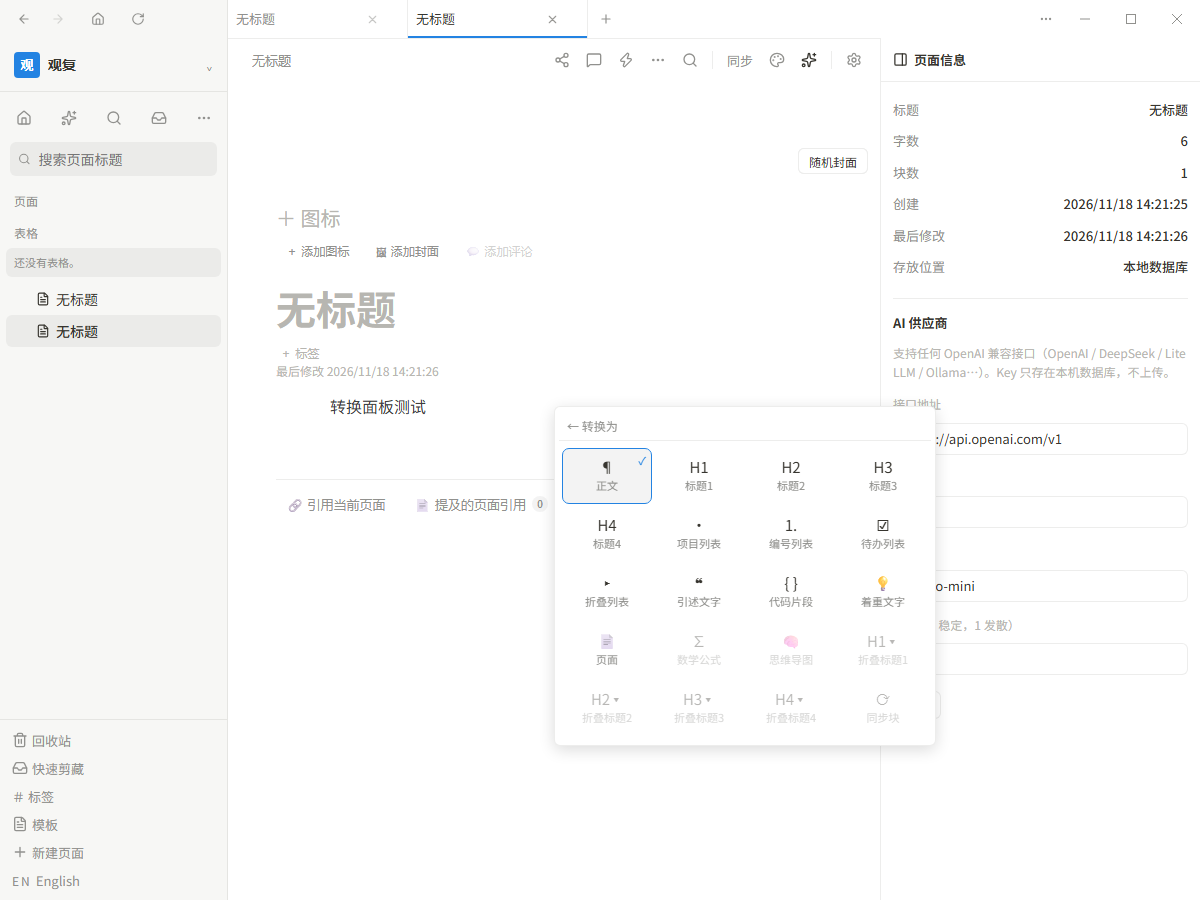 无标题
无标题
观 观复
搜索页面标题
页面
表格
还没有表格。
无标题
无标题
回收站
快速剪藏
# 标签
模板
新建页面
EN English
无标题
同步
随机封面
图标
+ 添加图标
添加封面
添加评论
无标题
+ 标签
最后修改 2026/11/18 14:21:26
转换面板测试
引用当前页面
提及的页面引用 0
←转换为
¶ ✓
正文
H1
标题1
H2
标题2
H3
标题3
H4
标题4
•
项目列表
1.
编号列表
☑
待办列表
▸
折叠列表
❝
引述文字
{ }
代码片段
着重文字
页面
Σ
数学公式
思维导图
H1 ▾
折叠标题1
H2 ▾
折叠标题2
H3 ▾
折叠标题3
H4 ▾
折叠标题4
同步块
页面信息
标题 无标题
字数 6
块数 1
创建 2026/11/18 14:21:25
最后修改 2026/11/18 14:21:26
存放位置 本地数据库
AI 供应商
支持任何 OpenAI 兼容接口（OpenAI / DeepSeek / Lite
LLM / Ollama…）。Key 只存在本机数据库，不上传。
接口地址
://api.openai.com/v1
o-mini
稳定，1 发散）